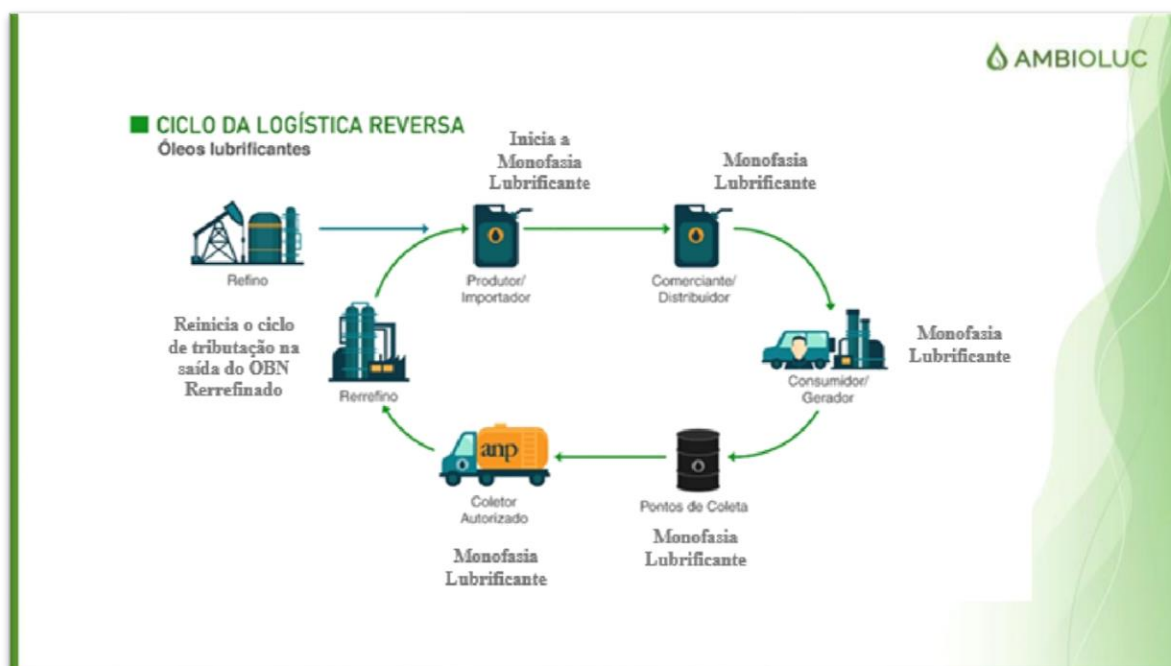 AMBIOLUC
CICLO DA LOGÍSTICA REVERSA
Óleos lubrificantes
Inicia a
Monofasia
Lubrificante
Monofasia
Lubrificante
Refino
Produtor/
Importador
Comerciante/
Distribuidor
Reinicia o ciclo
de tributação na
saída do OBN
Rerrefinado
Rerrefino
Consumidor/
Gerador
Monofasia
Lubrificante
anp
Coletor
Autorizado
Pontos de Coleta
Monofasia
Lubrificante
Monofasia
Lubrificante